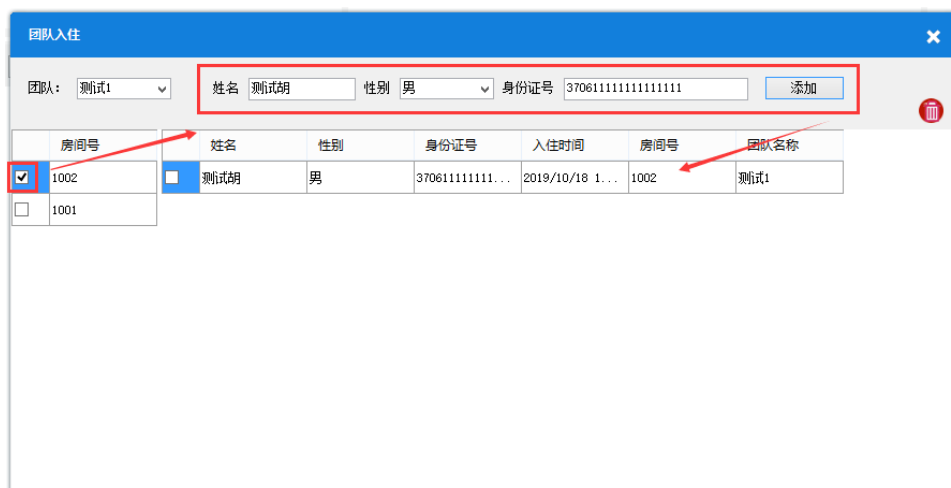 团队入住
团队： 测试1 姓名 测试胡 性别 男 身份证号 370611111111111111 添加
房间号 姓名 性别 身份证号 入住时间 房间号 团队名称
1002 测试胡 男 370611111111... 2019/10/18 1... 1002 测试1
1001